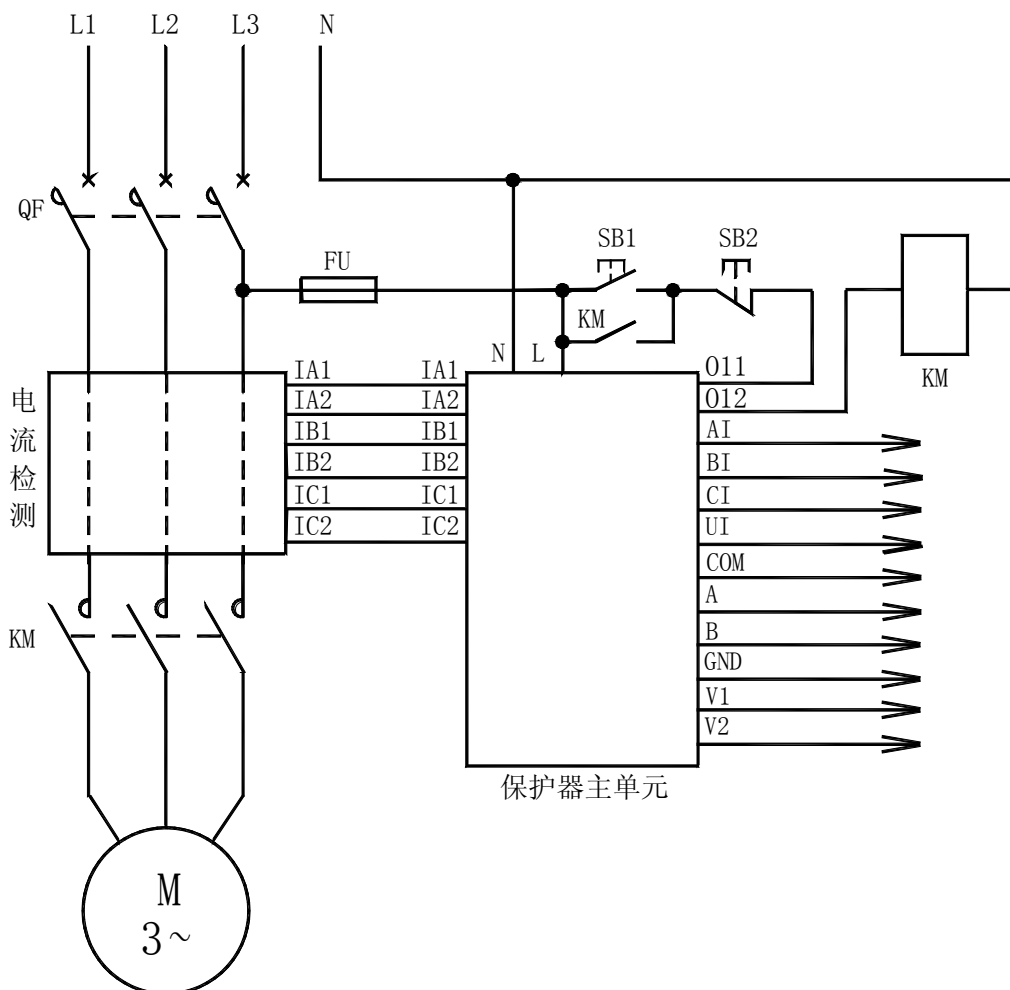 L1 L2 L3 N
QF
FU
SB1
SB2
KM
KM
N L
电流检测
IA1 IA1
IA2 IA2
IB1 IB1
IB2 IB2
IC1 IC1
IC2 IC2
O11
O12
AI
BI
CI
UI
COM
A
B
GND
V1
V2
KM
保护器主单元
M
3~